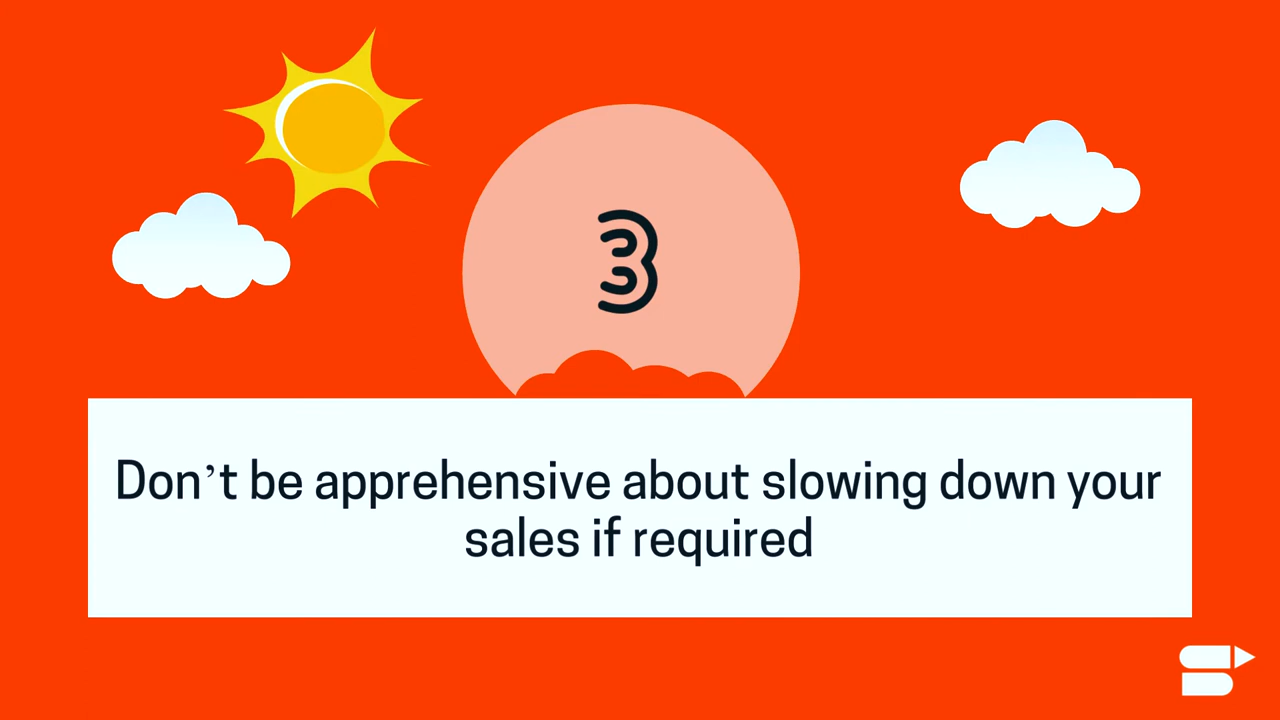 3
Don’t be apprehensive about slowing down your
sales if required